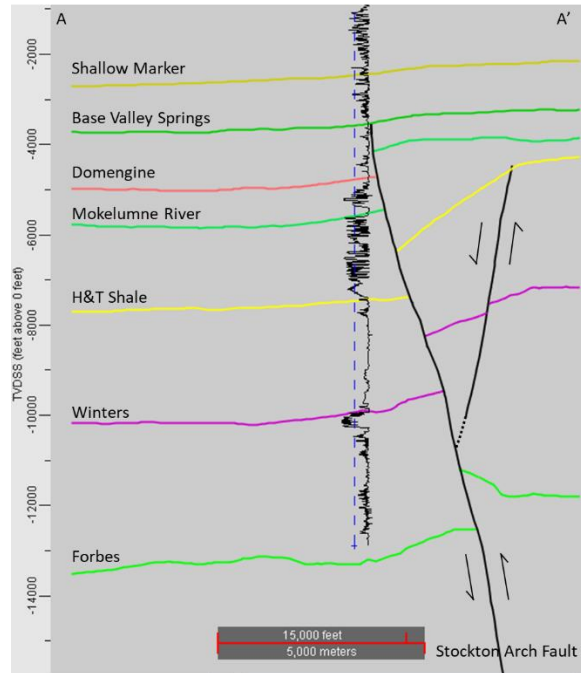 A
A'
-2000
Shallow Marker
Base Valley Springs
-4000
Domengine
Mokelumne River
-6000
H&T Shale
-8000
TVDSS (feet above 0 feet)
Winters
-10000
-12000
Forbes
-14000
15,000 feet
5,000 meters
Stockton Arch Fault